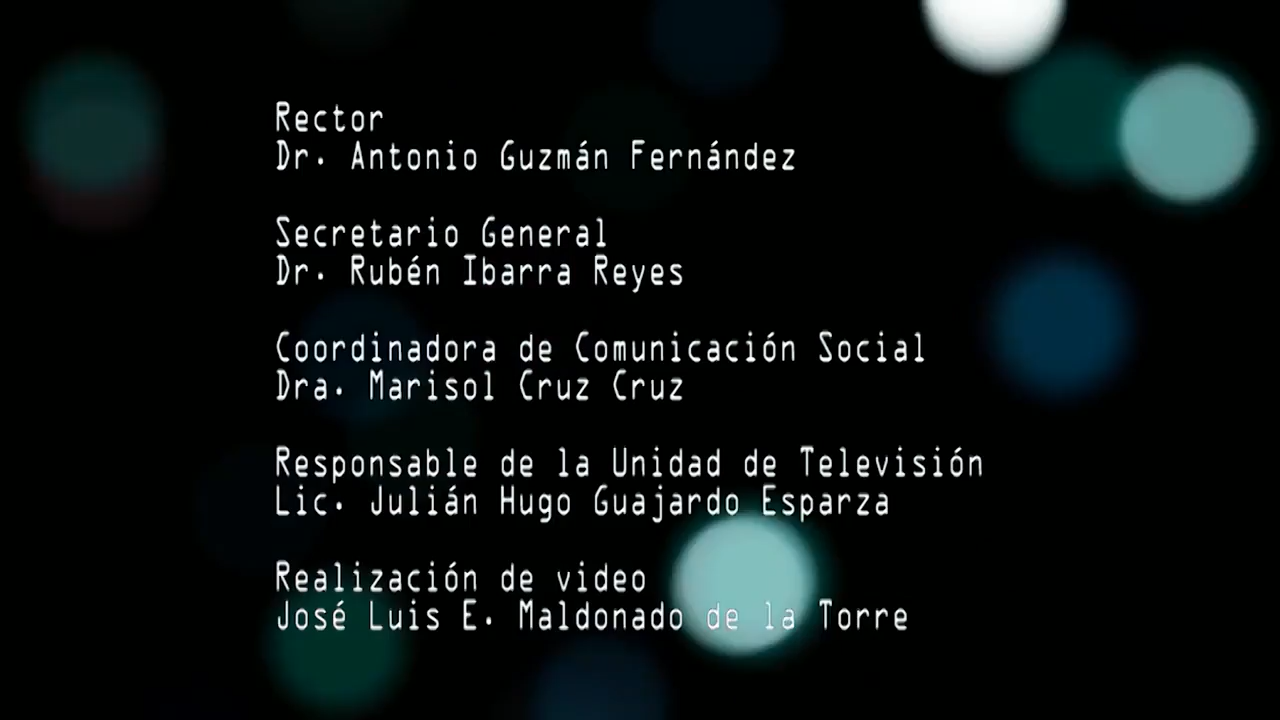 Rector
Dr. Antonio Guzmán Fernández
Secretario General
Dr. Rubén Ibarra Reyes
Coordinadora de Comunicación Social
Dra. Marisol Cruz Cruz
Responsable de la Unidad de Televisión
Lic. Julián Hugo Guajardo Esparza
Realización de video
José Luis E. Maldonado de la Torre